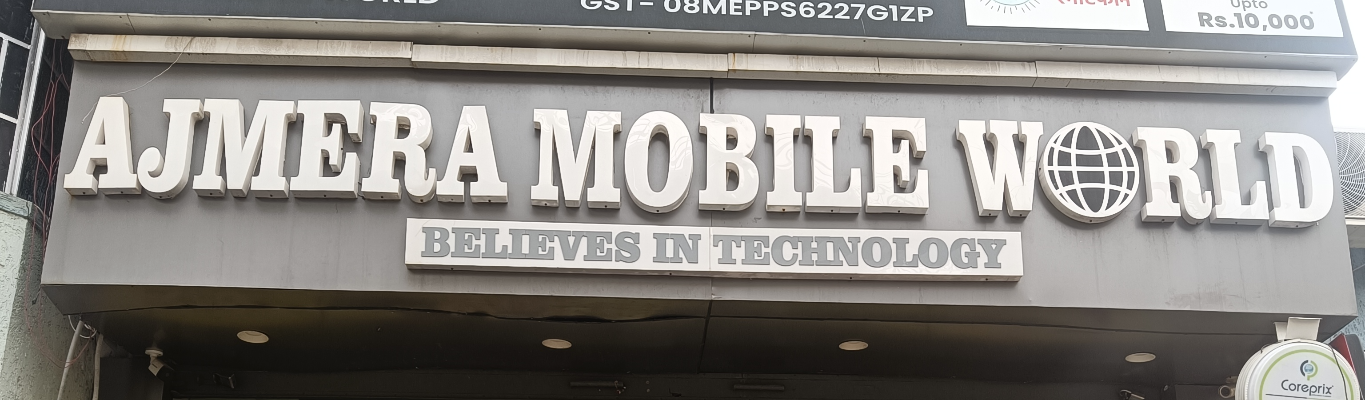 GST- 08MEPPS6227G1ZP
Upto
Rs.10,000*
AJMERA MOBILE WORLD
BELIEVES IN TECHNOLOGY
Coreprix